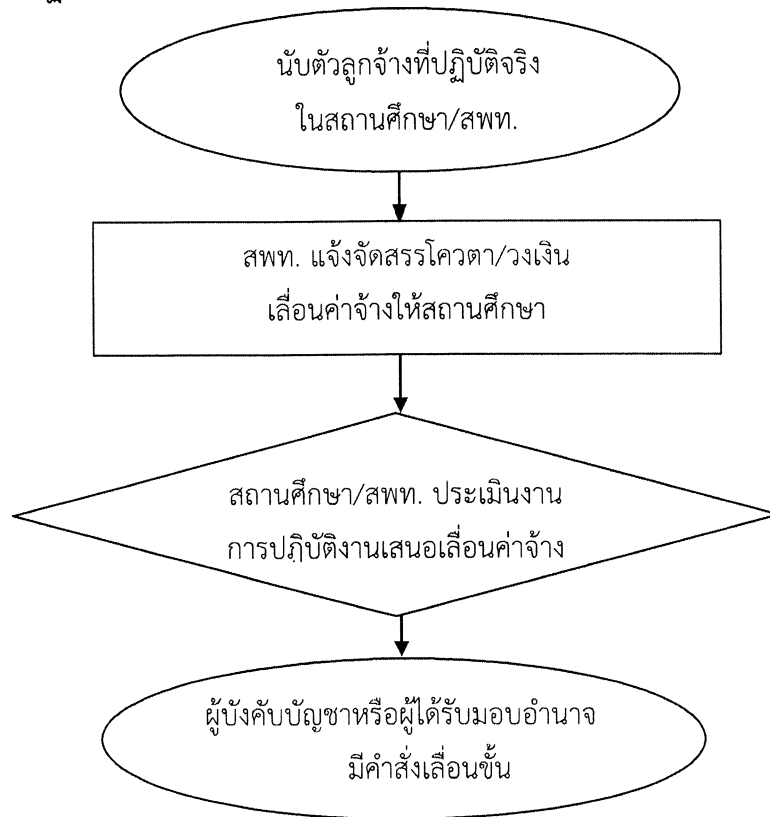 นับตัวลูกจ้างที่ปฏิบัติจริง
ในสถานศึกษา/สพท.
สพท. แจ้งจัดสรรโควตา/วงเงิน
เลื่อนค่าจ้างให้สถานศึกษา
สถานศึกษา/สพท. ประเมินงาน
การปฏิบัติงานเสนอเลื่อนค่าจ้าง
ผู้บังคับบัญชาหรือผู้ได้รับมอบอำนาจ
มีคำสั่งเลื่อนขั้น